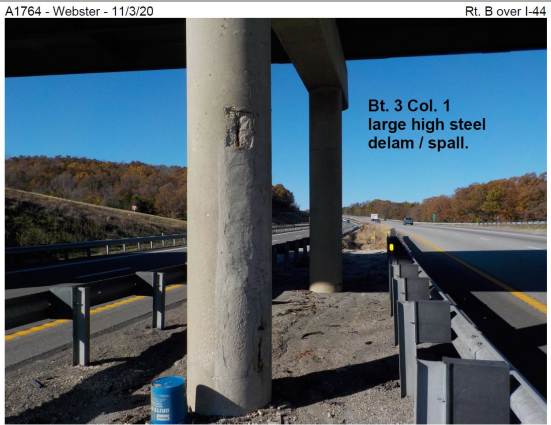 A1764 - Webster - 11/3/20
Rt. B over I-44
Bt. 3 Col. 1
large high steel
delam / spall.